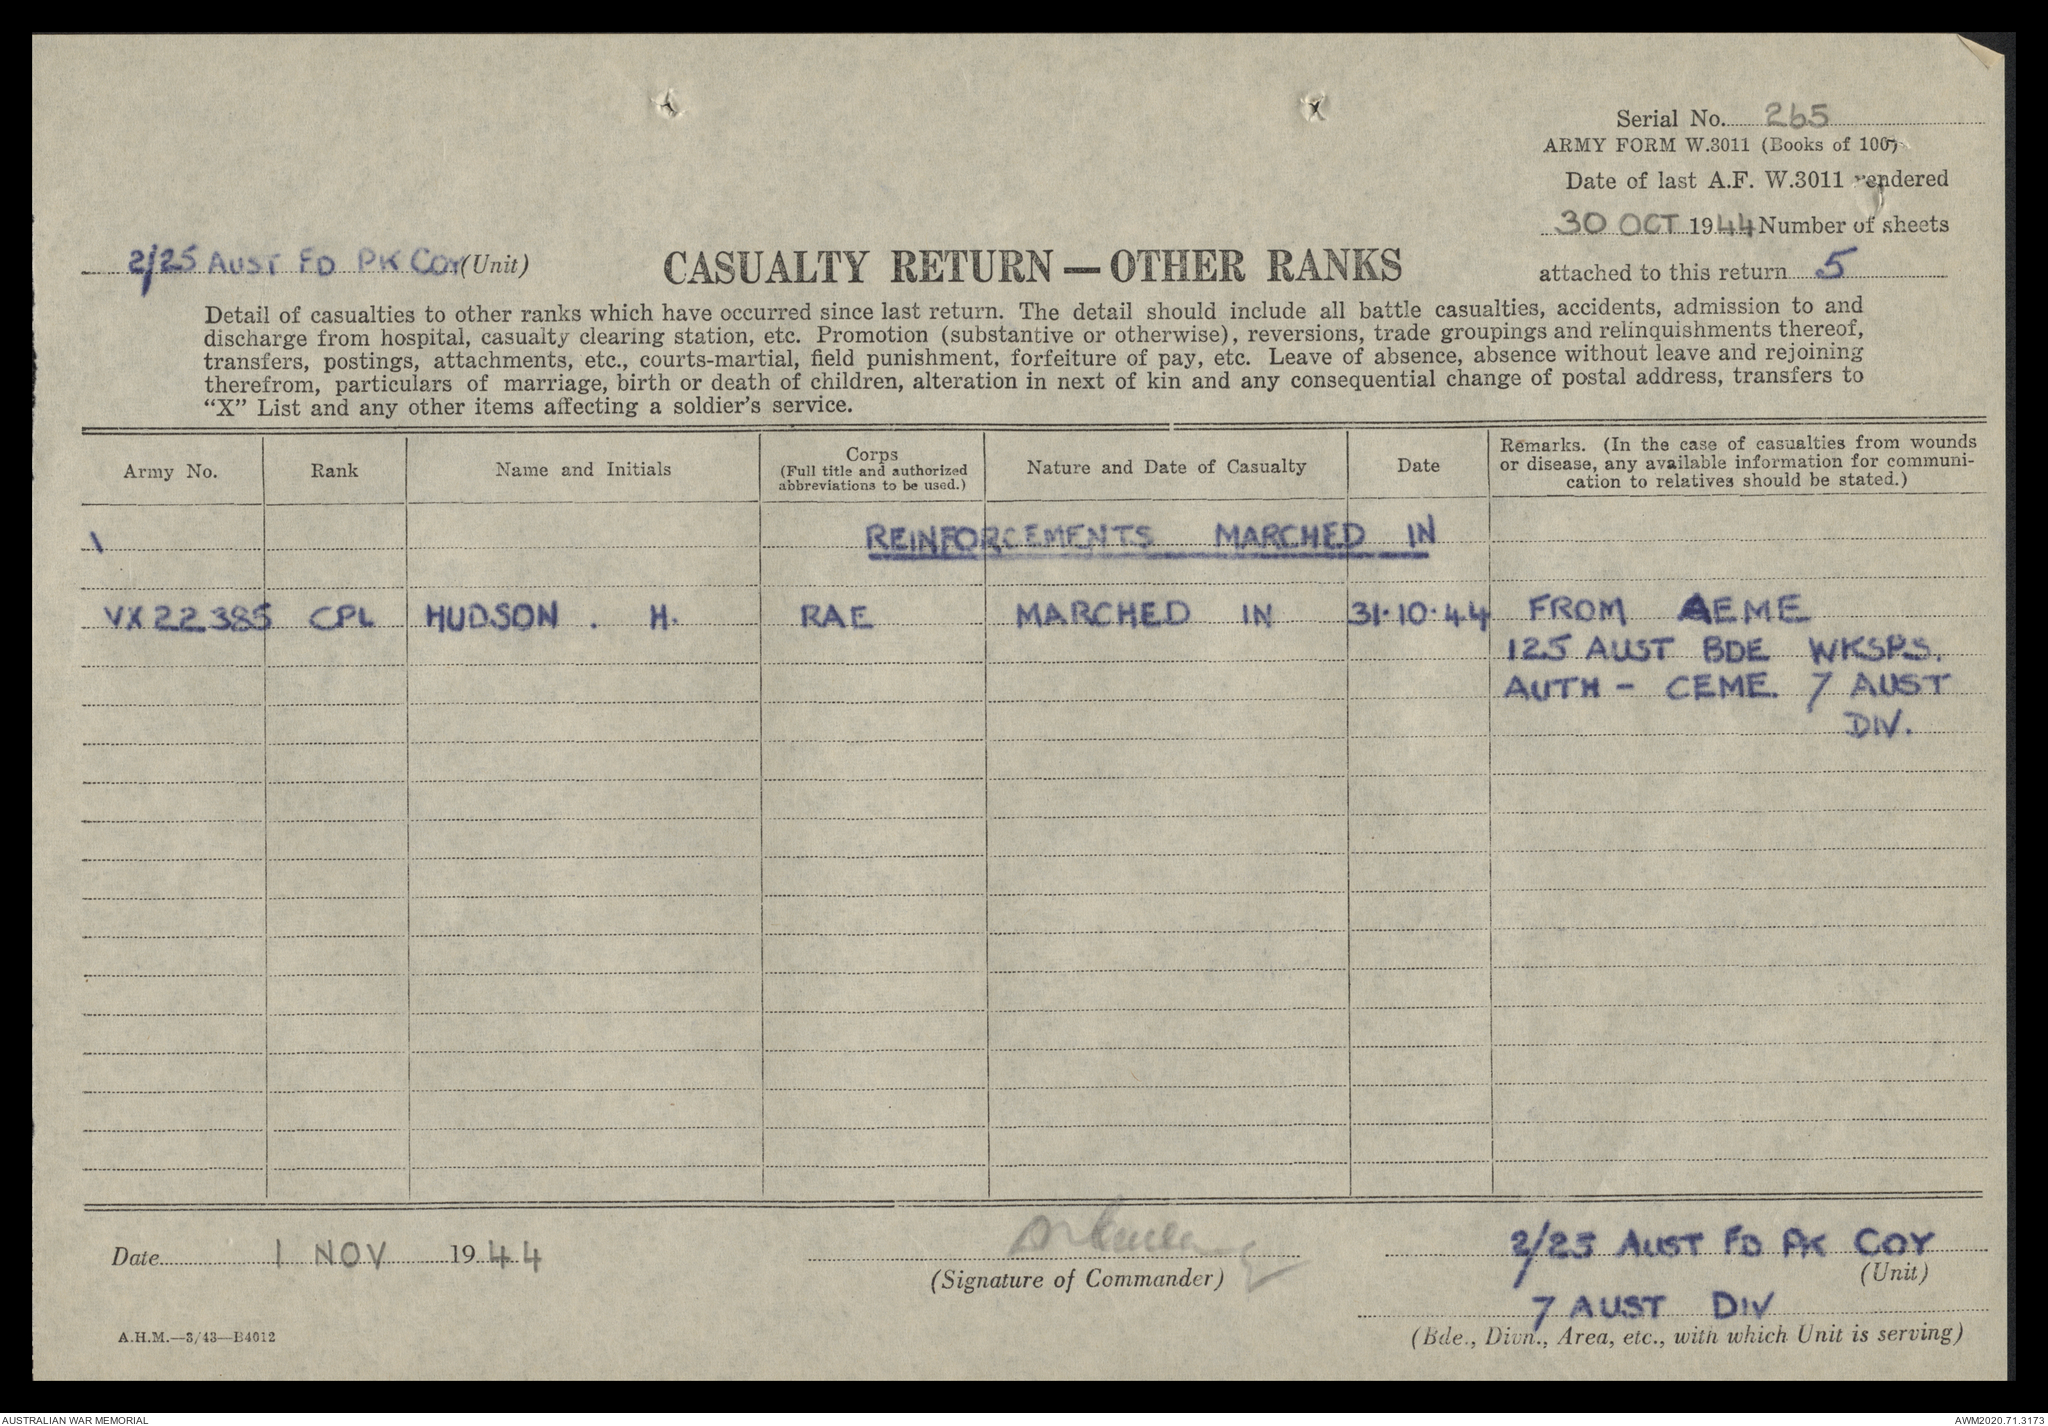 Serial No. 265
ARMY FORM W.3011 (Books of 100)
Date of last A.F. W.3011 rendered
30 OCT 1944 Number of sheets
attached to this return 5
2/25 AUST FD PK COY (Unit)
CASUALTY RETURN — OTHER RANKS
Detail of casualties to other ranks which have occurred since last return. The detail should include all battle casualties, accidents, admission to and
discharge from hospital, casualty clearing station, etc. Promotion (substantive or otherwise), reversions, trade groupings and relinquishments thereof,
transfers, postings, attachments, etc., courts-martial, field punishment, forfeiture of pay, etc. Leave of absence, absence without leave and rejoining
therefrom, particulars of marriage, birth or death of children, alteration in next of kin and any consequential change of postal address, transfers to
“X” List and any other items affecting a soldier's service.
Army No. Rank Name and Initials Corps (Full title and authorized abbreviations to be used.) Nature and Date of Casualty Date Remarks. (In the case of casualties from wounds
or disease, any available information for communi-
cation to relatives should be stated.)
REINFORCEMENTS MARCHED IN
VX22385 CPL HUDSON . H. RAE MARCHED IN 31.10.44 FROM AEME
125 AUST BDE WKSPS.
AUTH - CEME. 7 AUST
DIV.
Date 1 NOV 1944
(Signature of Commander)
2/25 AUST FD PK COY
(Unit)
7 AUST DIV
(Bde., Divn., Area, etc., with which Unit is serving)
A.H.M.—3/43—B4012
AUSTRALIAN WAR MEMORIAL
AWM2020.71.3173